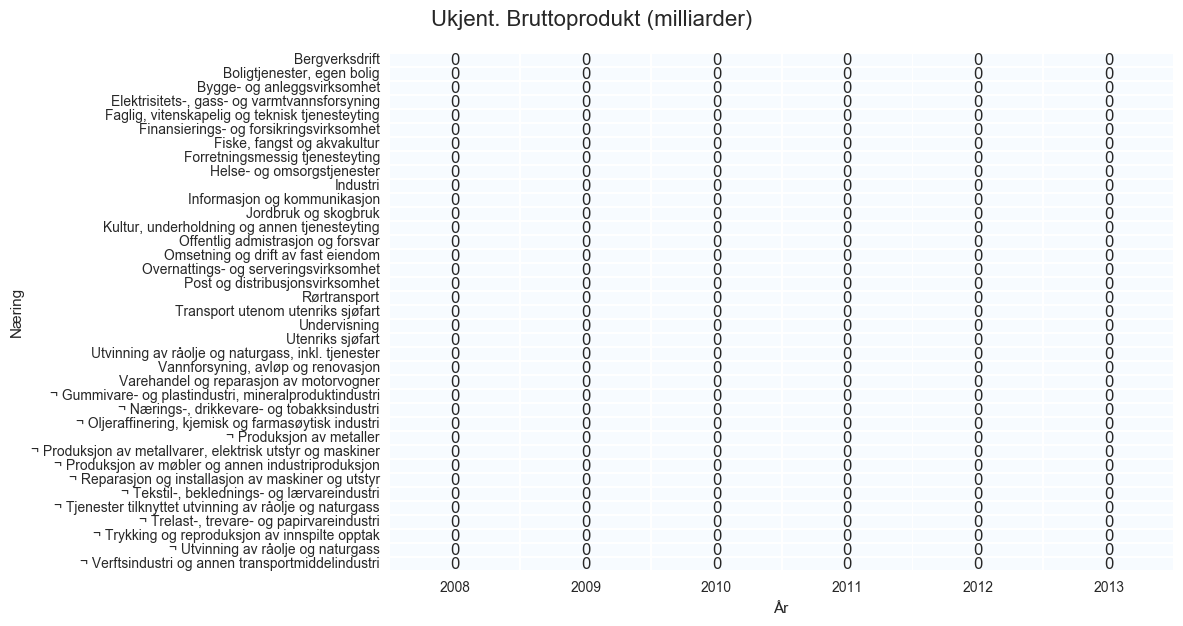 Ukjent. Bruttoprodukt (milliarder)
Næring
Bergverksdrift 0 0 0 0 0 0
Boligtjenester, egen bolig 0 0 0 0 0 0
Bygge- og anleggsvirksomhet 0 0 0 0 0 0
Elektrisitets-, gass- og varmtvannsforsyning 0 0 0 0 0 0
Faglig, vitenskapelig og teknisk tjenesteyting 0 0 0 0 0 0
Finansierings- og forsikringsvirksomhet 0 0 0 0 0 0
Fiske, fangst og akvakultur 0 0 0 0 0 0
Forretningsmessig tjenesteyting 0 0 0 0 0 0
Helse- og omsorgstjenester 0 0 0 0 0 0
Industri 0 0 0 0 0 0
Informasjon og kommunikasjon 0 0 0 0 0 0
Jordbruk og skogbruk 0 0 0 0 0 0
Kultur, underholdning og annen tjenesteyting 0 0 0 0 0 0
Offentlig admistrasjon og forsvar 0 0 0 0 0 0
Omsetning og drift av fast eiendom 0 0 0 0 0 0
Overnattings- og serveringsvirksomhet 0 0 0 0 0 0
Post og distribusjonsvirksomhet 0 0 0 0 0 0
Rørtransport 0 0 0 0 0 0
Transport utenom utenriks sjøfart 0 0 0 0 0 0
Undervisning 0 0 0 0 0 0
Utenriks sjøfart 0 0 0 0 0 0
Utvinning av råolje og naturgass, inkl. tjenester 0 0 0 0 0 0
Vannforsyning, avløp og renovasjon 0 0 0 0 0 0
Varehandel og reparasjon av motorvogner 0 0 0 0 0 0
¬ Gummivare- og plastindustri, mineralproduktindustri 0 0 0 0 0 0
¬ Nærings-, drikkevare- og tobakksindustri 0 0 0 0 0 0
¬ Oljeraffinering, kjemisk og farmasøytisk industri 0 0 0 0 0 0
¬ Produksjon av metaller 0 0 0 0 0 0
¬ Produksjon av metallvarer, elektrisk utstyr og maskiner 0 0 0 0 0 0
¬ Produksjon av møbler og annen industriproduksjon 0 0 0 0 0 0
¬ Reparasjon og installasjon av maskiner og utstyr 0 0 0 0 0 0
¬ Tekstil-, beklednings- og lærvareindustri 0 0 0 0 0 0
¬ Tjenester tilknyttet utvinning av råolje og naturgass 0 0 0 0 0 0
¬ Trelast-, trevare- og papirvareindustri 0 0 0 0 0 0
¬ Trykking og reproduksjon av innspilte opptak 0 0 0 0 0 0
¬ Utvinning av råolje og naturgass 0 0 0 0 0 0
¬ Verftsindustri og annen transportmiddelindustri 0 0 0 0 0 0
2008 2009 2010 2011 2012 2013
År